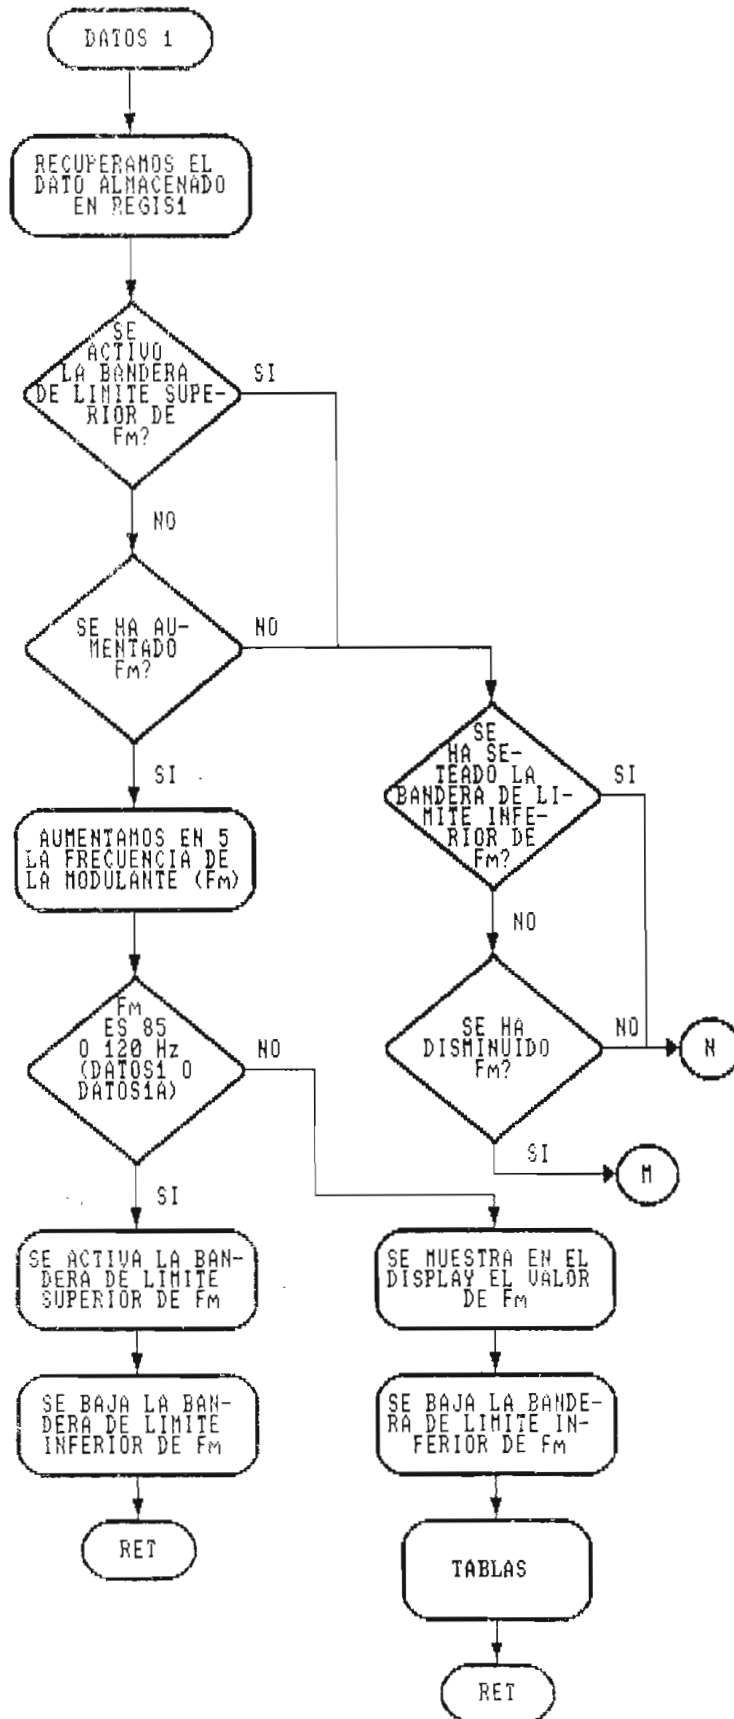 DATOS 1
RECUPERAMOS EL
DATO ALMACENADO
EN REGIS1
SE
ACTIVO
LA BANDERA
DE LIMITE SUPE-
RIOR DE
Fm?
SI
NO
SE HA AU-
MENTADO
Fm?
NO
SI
SE
HA SE-
TEADO LA
BANDERA DE LI-
MITE INFE-
RIOR DE
Fm?
SI
NO
AUMENTAMOS EN 5
LA FRECUENCIA DE
LA MODULANTE (Fm)
Fm
ES 85
O 120 Hz
(DATOS1 O
DATOS1A)
NO
SI
SE HA
DISMINUIDO
Fm?
NO
N
SI
M
SE ACTIVA LA BAN-
DERA DE LIMITE
SUPERIOR DE Fm
SE MUESTRA EN EL
DISPLAY EL VALOR
DE Fm
SE BAJA LA BAN-
DERA DE LIMITE
INFERIOR DE Fm
SE BAJA LA BANDE-
RA DE LIMITE IN-
FERIOR DE Fm
RET
TABLAS
RET